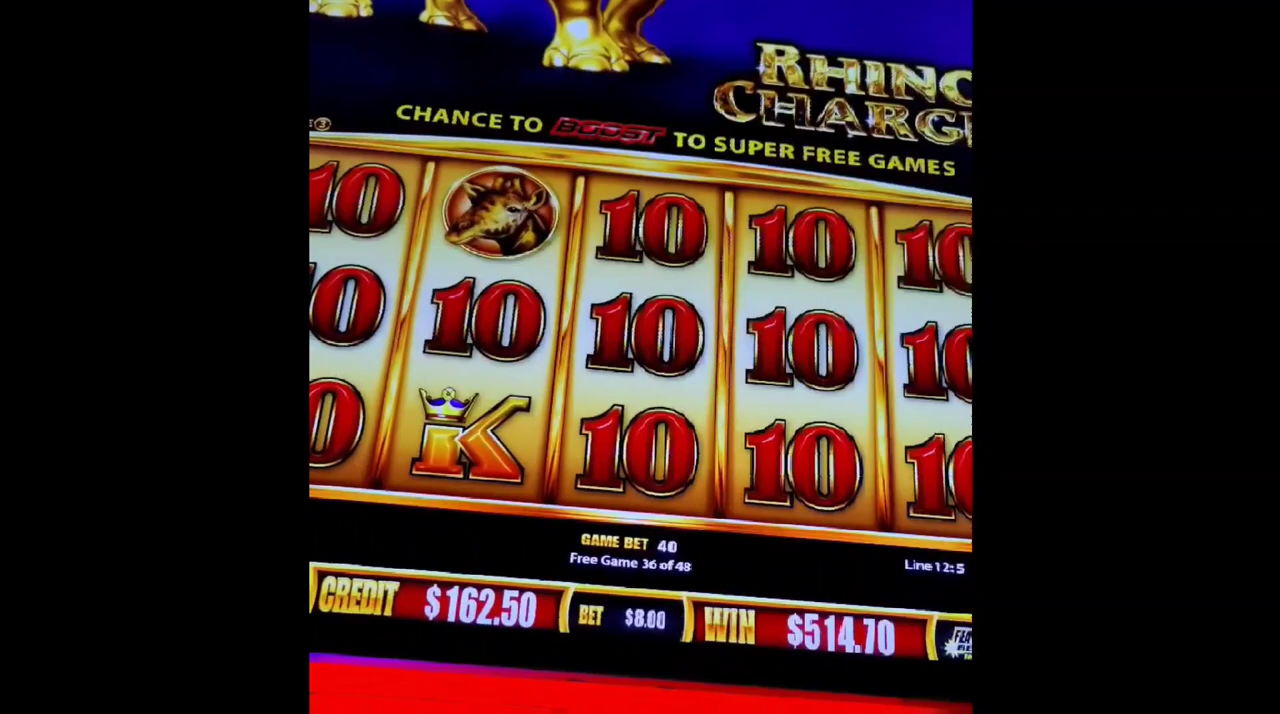 RHINO
CHARGE
CHANCE TO BOOST TO SUPER FREE GAMES
10 10 10 10
10 10 10 10 10
10 K 10 10 10
GAME BET 40
Free Game 36 of 48
Line 12:5
CREDIT $162.50 BET $8.00 WIN $514.70